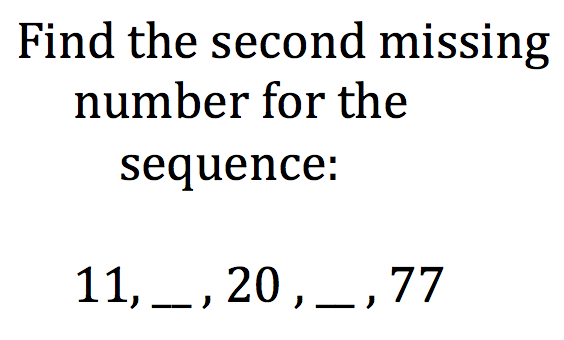 Find the second missing
number for the
sequence:
11, __ , 20 , __ , 77